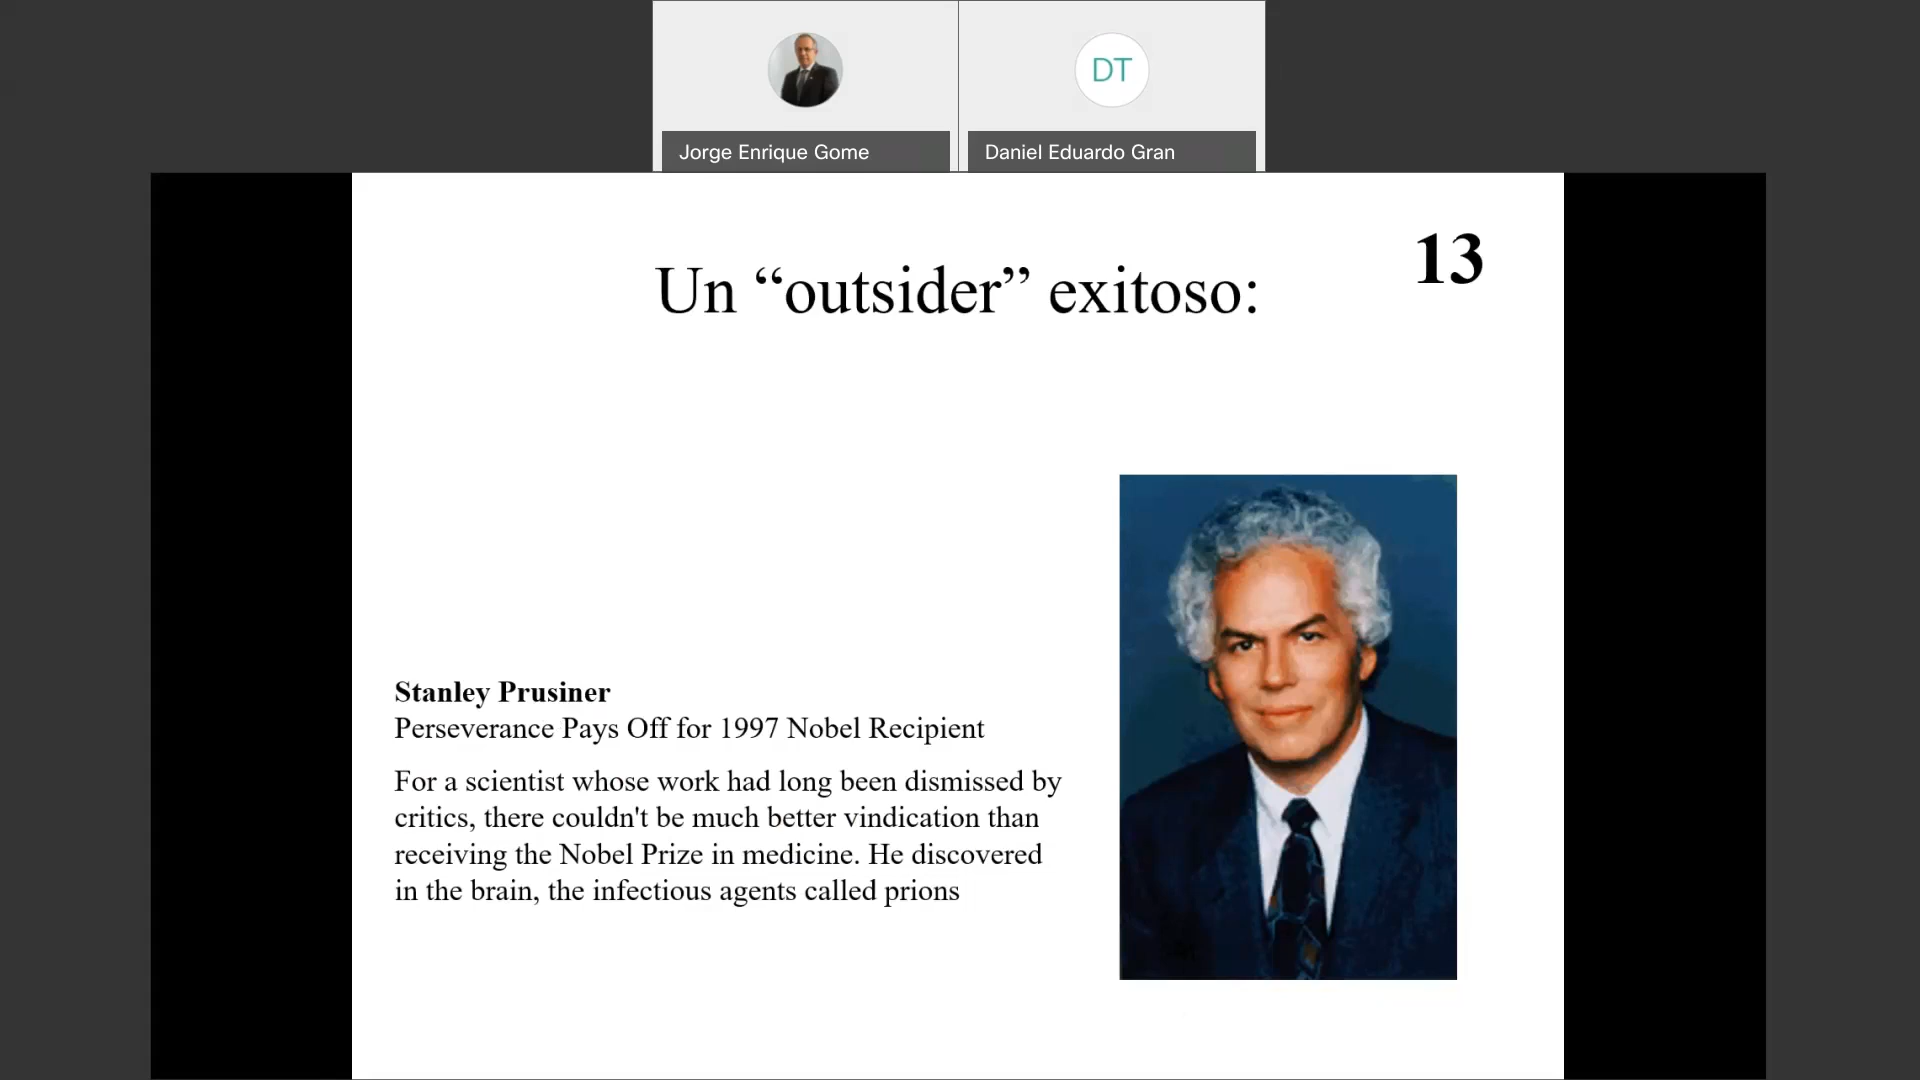 DT
Jorge Enrique Gome
Daniel Eduardo Gran
13
Un “outsider” exitoso:
Stanley Prusiner
Perseverance Pays Off for 1997 Nobel Recipient
For a scientist whose work had long been dismissed by
critics, there couldn't be much better vindication than
receiving the Nobel Prize in medicine. He discovered
in the brain, the infectious agents called prions